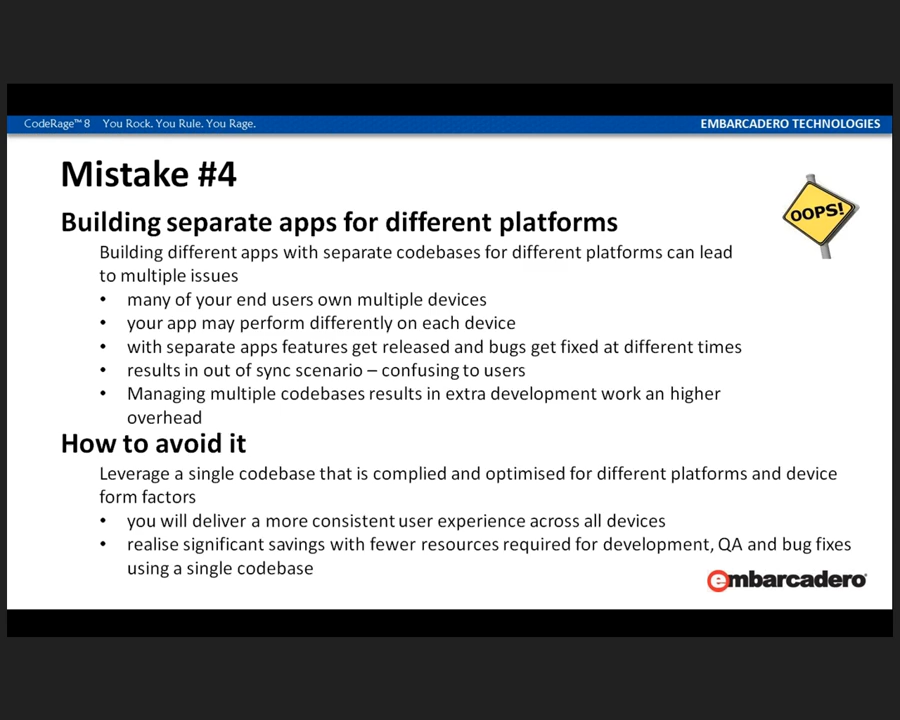 CodeRage™ 8 You Rock. You Rule. You Rage.
EMBARCADERO TECHNOLOGIES
Mistake #4
OOPS!
Building separate apps for different platforms
Building different apps with separate codebases for different platforms can lead
to multiple issues
• many of your end users own multiple devices
• your app may perform differently on each device
• with separate apps features get released and bugs get fixed at different times
• results in out of sync scenario – confusing to users
• Managing multiple codebases results in extra development work an higher
overhead
How to avoid it
Leverage a single codebase that is complied and optimised for different platforms and device
form factors
• you will deliver a more consistent user experience across all devices
• realise significant savings with fewer resources required for development, QA and bug fixes
using a single codebase
embarcadero®